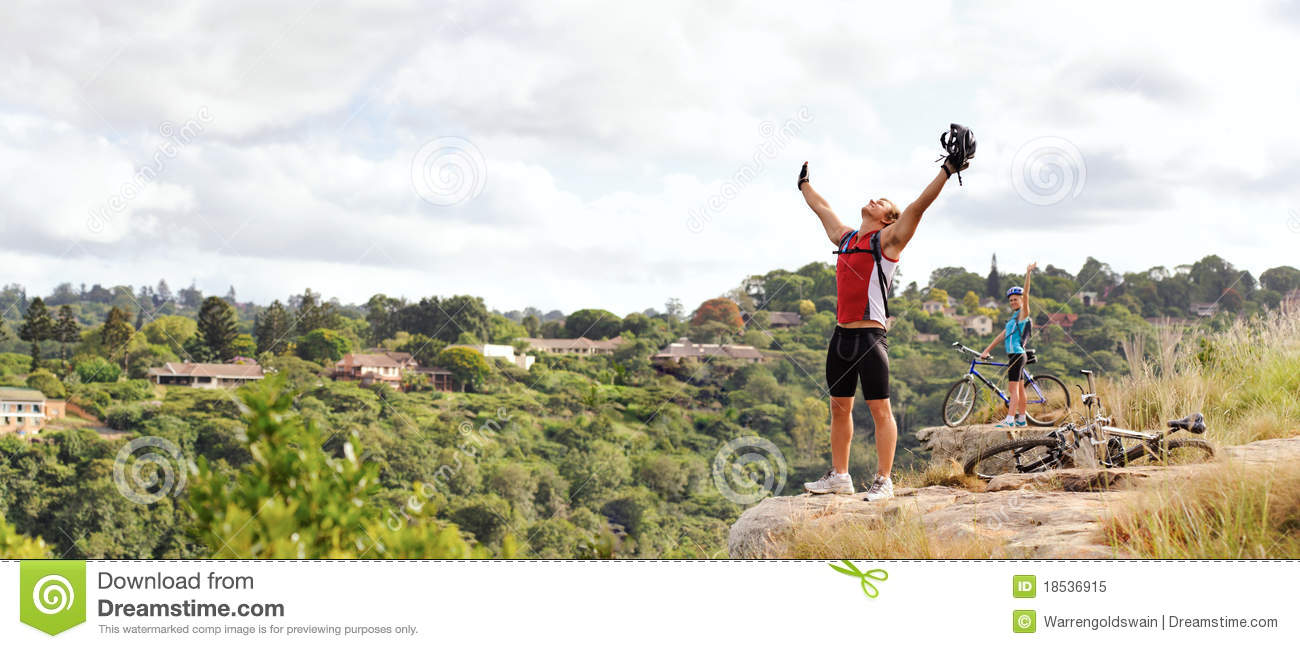 Download from
Dreamstime.com
This watermarked comp image is for previewing purposes only.
ID 18536915
© Warrengoldswain | Dreamstime.com